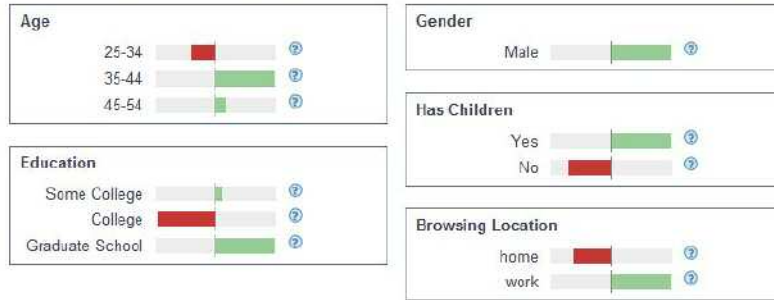 Age
25-34
35-44
45-54
Education
Some College
College
Graduate School
Gender
Male
Has Children
Yes
No
Browsing Location
home
work